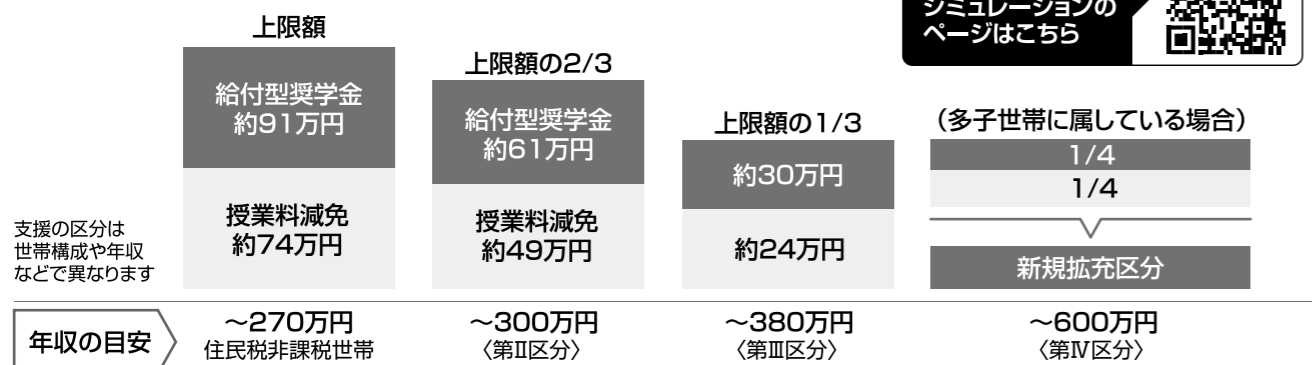 シミュレーションの
ページはこちら
上限額
給付型奨学金
約91万円
授業料減免
約74万円
上限額の2/3
給付型奨学金
約61万円
授業料減免
約49万円
上限額の1/3
約30万円
約24万円
（多子世帯に属している場合）
1/4
1/4
新規拡充区分
支援の区分は
世帯構成や年収
などで異なります
年収の目安
～270万円
住民税非課税世帯
～300万円
〈第Ⅱ区分〉
～380万円
〈第Ⅲ区分〉
～600万円
〈第Ⅳ区分〉